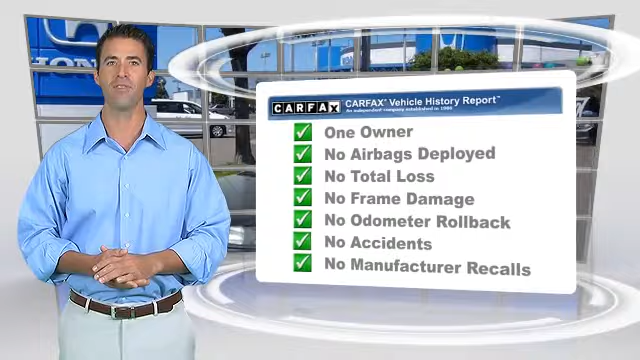 HONDA
CARFAX CARFAX® Vehicle History Report™
An independent company established in 1986
One Owner
No Airbags Deployed
No Total Loss
No Frame Damage
No Odometer Rollback
No Accidents
No Manufacturer Recalls